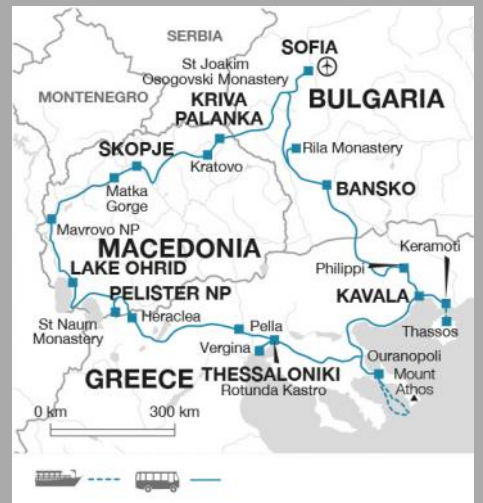 SERBIA
SOFIA
St Joakim
Osogovski Monastery
MONTENEGRO
KRIVA
PALANKA
BULGARIA
SKOPJE
Kratovo
Rila Monastery
Matka
Gorge
BANSKO
Mavrovo NP
MACEDONIA
Keramoti
LAKE OHRID
Philippi
PELISTER NP
KAVALA
St Naum
Monastery
Heraclea
Pella
Thassos
Vergina
Ouranopoli
GREECE
THESSALONIKI
Rotunda Kastro
Mount
Athos
0 km
300 km